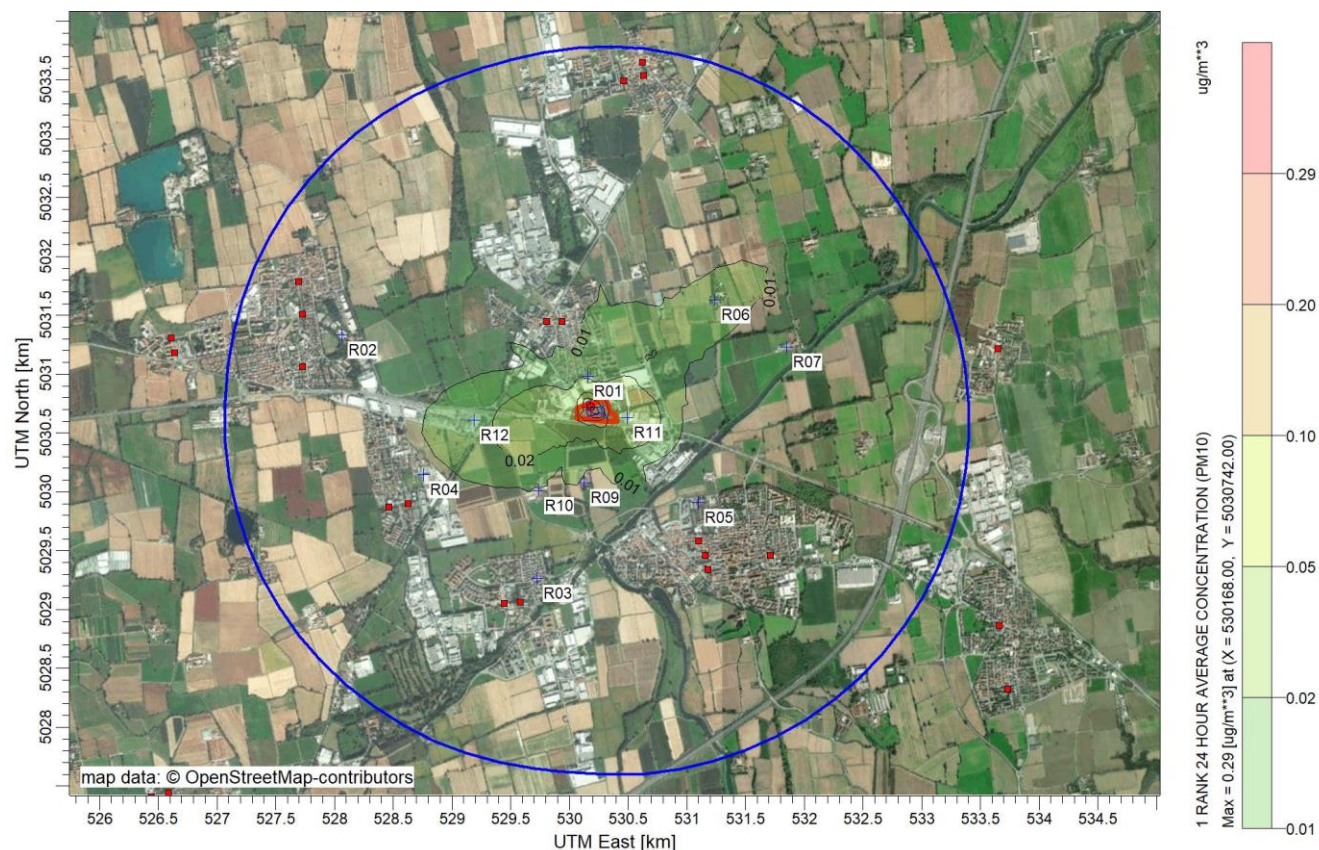 5033.5
5033
5032.5
5032
5031.5
5031
5030.5
5030
5029.5
5029
5028.5
5028
UTM North [km]
0.01
R06
R02
0.01
R07
R01
R12
R11
0.02
R04
0.01
R10
R09
R05
R03
map data: © OpenStreetMap-contributors
526 526.5 527 527.5 528 528.5 529 529.5 530 530.5 531 531.5 532 532.5 533 533.5 534 534.5
UTM East [km]
1 RANK 24 HOUR AVERAGE CONCENTRATION (PM10)
Max = 0.29 [ug/m**3] at (X = 530168.00, Y = 5030742.00)
ug/m**3
0.29
0.20
0.10
0.05
0.02
0.01